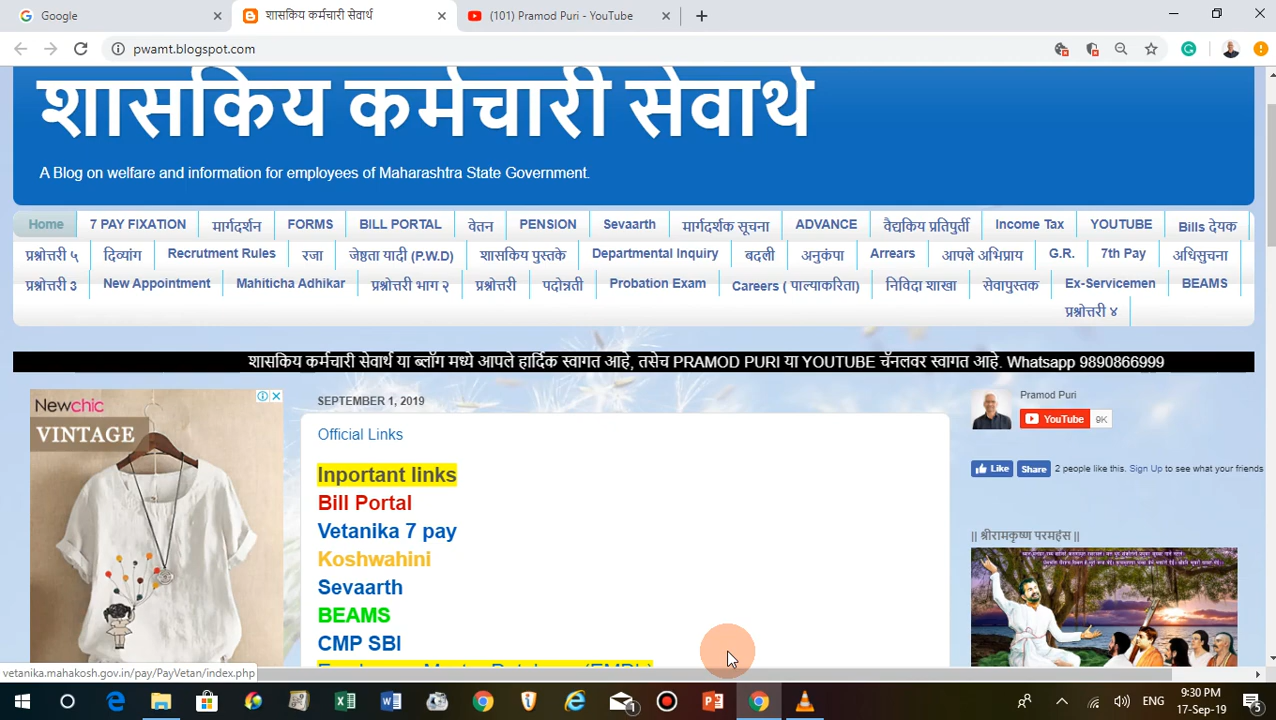 Google
शासकिय कर्मचारी सेवार्थ
(101) Pramod Puri - YouTube
pwamt.blogspot.com
शासकिय कर्मचारी सेवार्थ
A Blog on welfare and information for employees of Maharashtra State Government.
Home 7 PAY FIXATION मार्गदर्शन FORMS BILL PORTAL वेतन PENSION Sevaarth मार्गदर्शक सूचना ADVANCE वैद्यकिय प्रतिपुर्ती Income Tax YOUTUBE Bills देयक
प्रश्नोत्तरी ५ दिव्यांग Recrutment Rules रजा जेष्ठता यादी (P.W.D) शासकिय पुस्तके Departmental Inquiry बदली अनुकंपा Arrears आपले अभिप्राय G.R. 7th Pay अधिसुचना
प्रश्नोत्तरी 3 New Appointment Mahiticha Adhikar प्रश्नोत्तरी भाग २ प्रश्नोत्तरी पदोन्नती Probation Exam Careers ( पाल्याकरिता) निविदा शाखा सेवापुस्तक Ex-Servicemen BEAMS
प्रश्नोत्तरी ४
शासकिय कर्मचारी सेवार्थ या ब्लॉग मध्ये आपले हार्दिक स्वागत आहे, तसेच PRAMOD PURI या YOUTUBE चॅनलवर स्वागत आहे. Whatsapp 9890866999
Newchic
VINTAGE
SEPTEMBER 1, 2019
Official Links
Inportant links
Bill Portal
Vetanika 7 pay
Koshwahini
Sevaarth
BEAMS
CMP SBI
Pramod Puri
YouTube 9K
Like Share 2 people like this. Sign Up to see what your friends
|| श्रीरामकृष्ण परमहंस ||
vetanika.mahakosh.gov.in/pay/PayVetan/index.php
1
ENG
9:30 PM
17-Sep-19
5